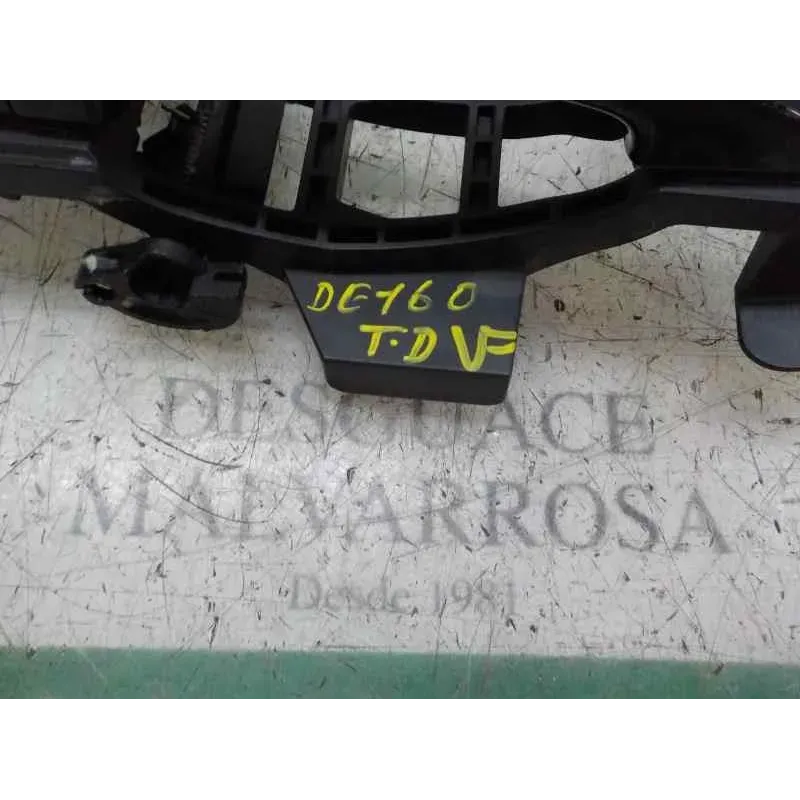 DE160
T.D VF
DESGUACE
MALVARROSA
Desde 1981